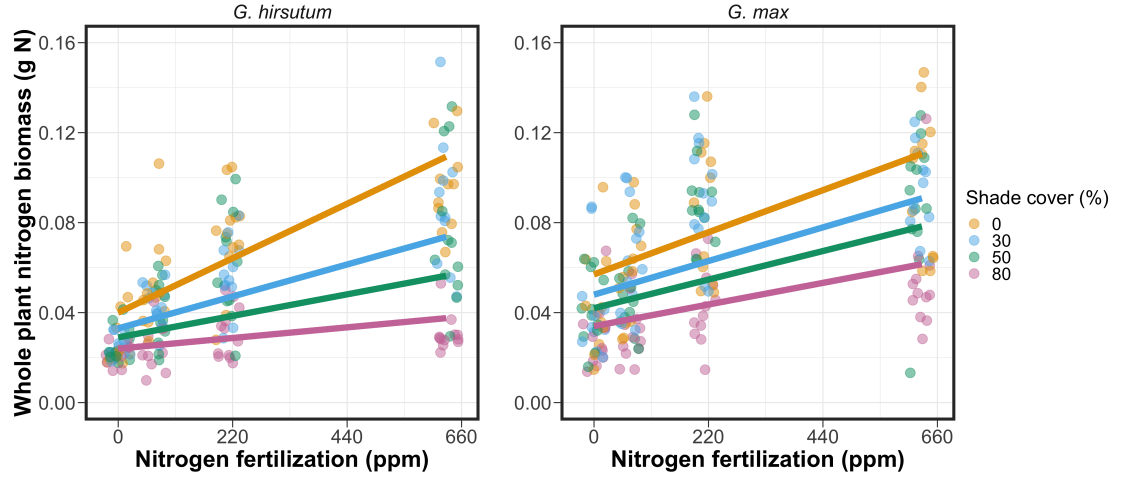 G. hirsutum
G. max
Whole plant nitrogen biomass (g N)
0.16
0.12
0.08
0.04
0.00
0.16
0.12
0.08
0.04
0.00
0 220 440 660
0 220 440 660
Nitrogen fertilization (ppm)
Nitrogen fertilization (ppm)
Shade cover (%)
0
30
50
80